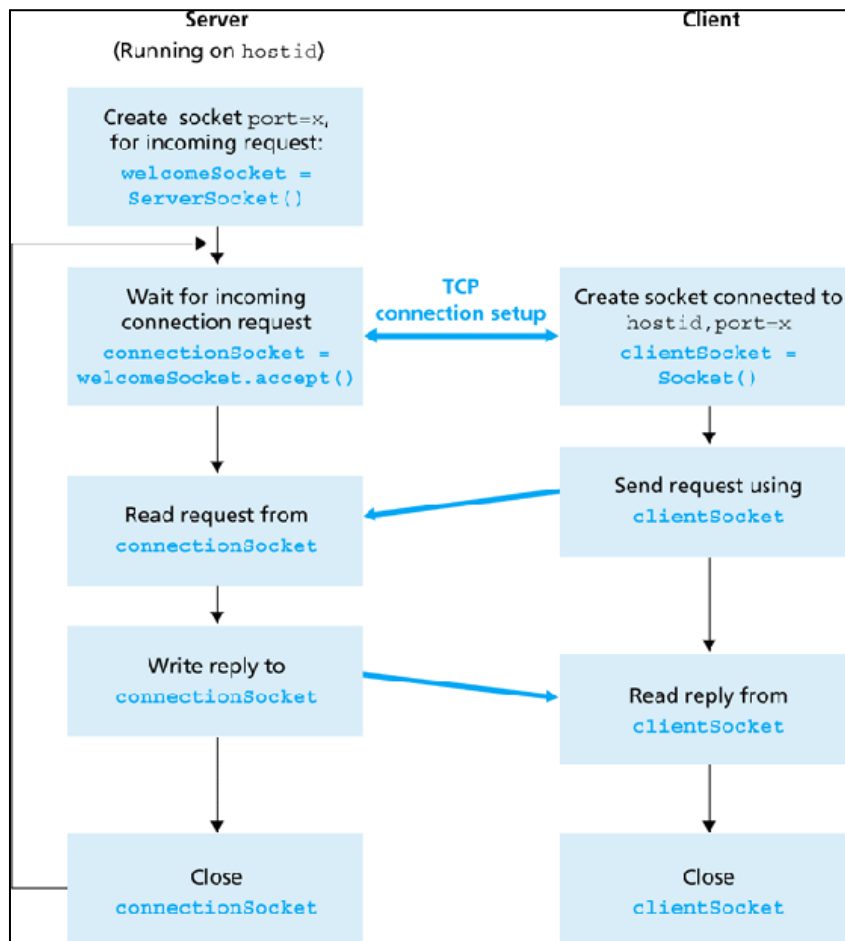 Server
(Running on hostid)
Create socket port=x,
for incoming request:
welcomeSocket =
ServerSocket()
Wait for incoming
connection request
connectionSocket =
welcomeSocket.accept()
Read request from
connectionSocket
Write reply to
connectionSocket
Close
connectionSocket
TCP
connection setup
Client
Create socket connected to
hostid,port=x
clientSocket =
Socket()
Send request using
clientSocket
Read reply from
clientSocket
Close
clientSocket